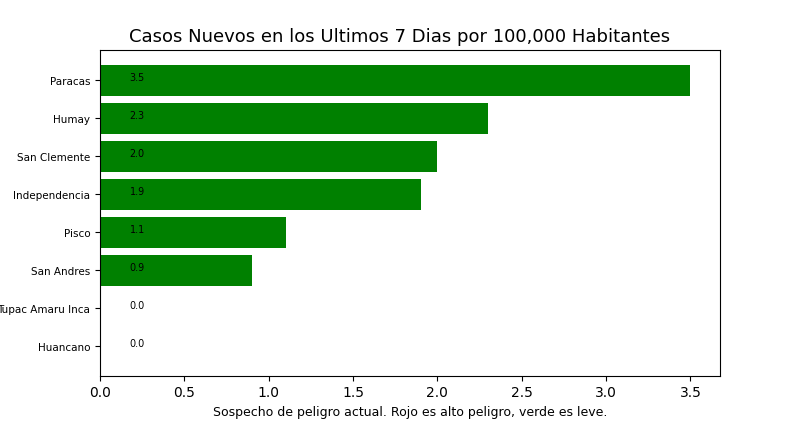 Casos Nuevos en los Ultimos 7 Dias por 100,000 Habitantes
Paracas 3.5
Humay 2.3
San Clemente 2.0
Independencia 1.9
Pisco 1.1
San Andres 0.9
Tupac Amaru Inca 0.0
Huancano 0.0
0.0 0.5 1.0 1.5 2.0 2.5 3.0 3.5
Sospecho de peligro actual. Rojo es alto peligro, verde es leve.